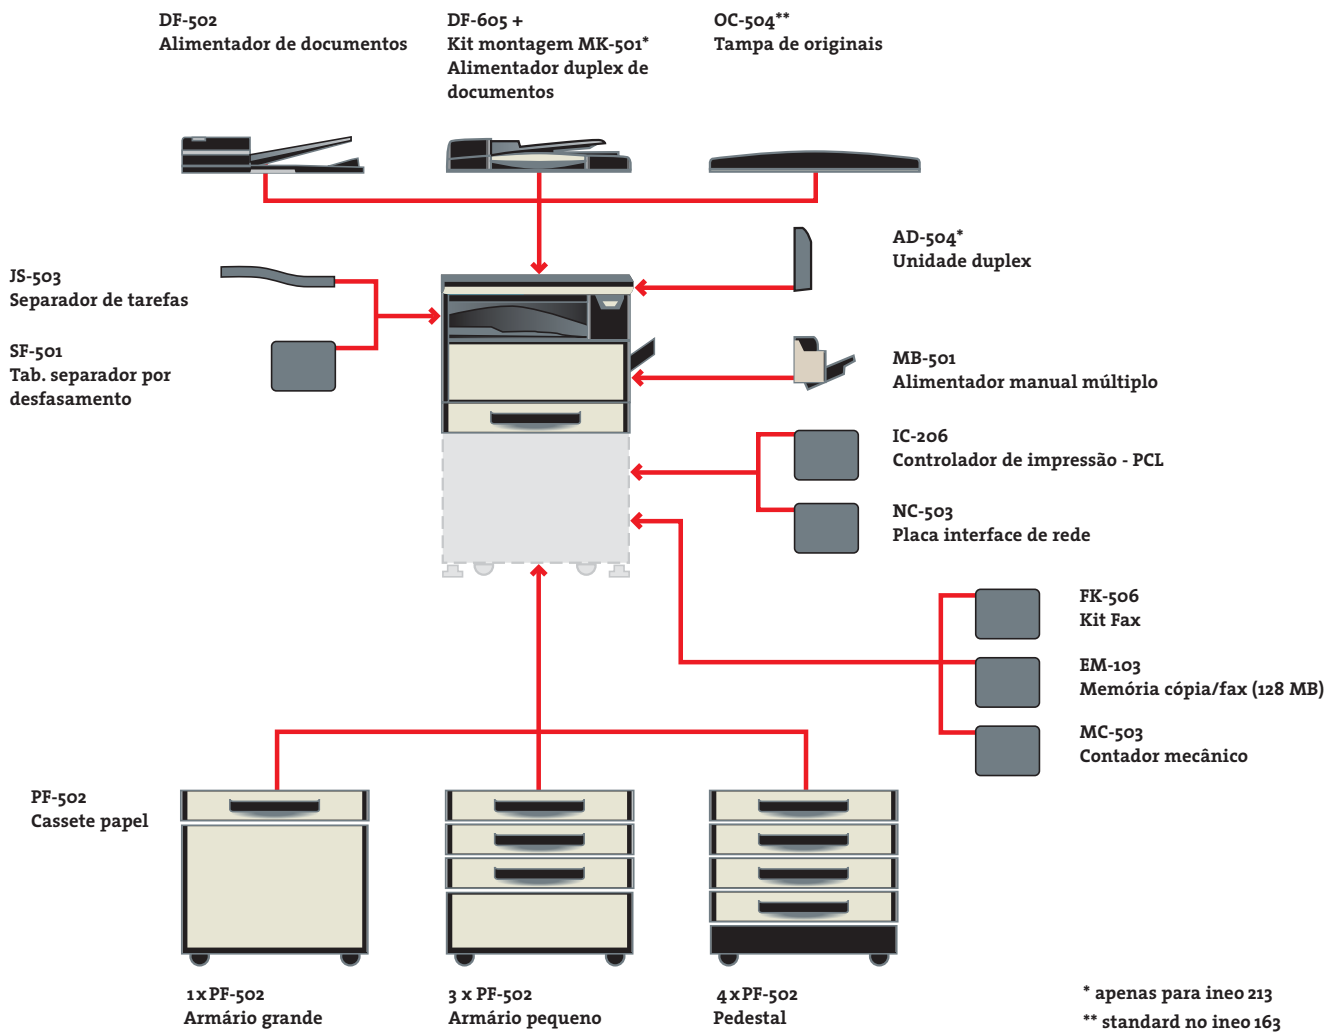 DF-502
Alimentador de documentos
DF-605 +
Kit montagem MK-501*
Alimentador duplex de
documentos
OC-504**
Tampa de originais
JS-503
Separador de tarefas
SF-501
Tab. separador por
desfasamento
AD-504*
Unidade duplex
MB-501
Alimentador manual múltiplo
IC-206
Controlador de impressão - PCL
NC-503
Placa interface de rede
FK-506
Kit Fax
EM-103
Memória cópia/fax (128 MB)
MC-503
Contador mecânico
PF-502
Cassete papel
1 x PF-502
Armário grande
3 x PF-502
Armário pequeno
4 x PF-502
Pedestal
* apenas para ineo 213
** standard no ineo 163